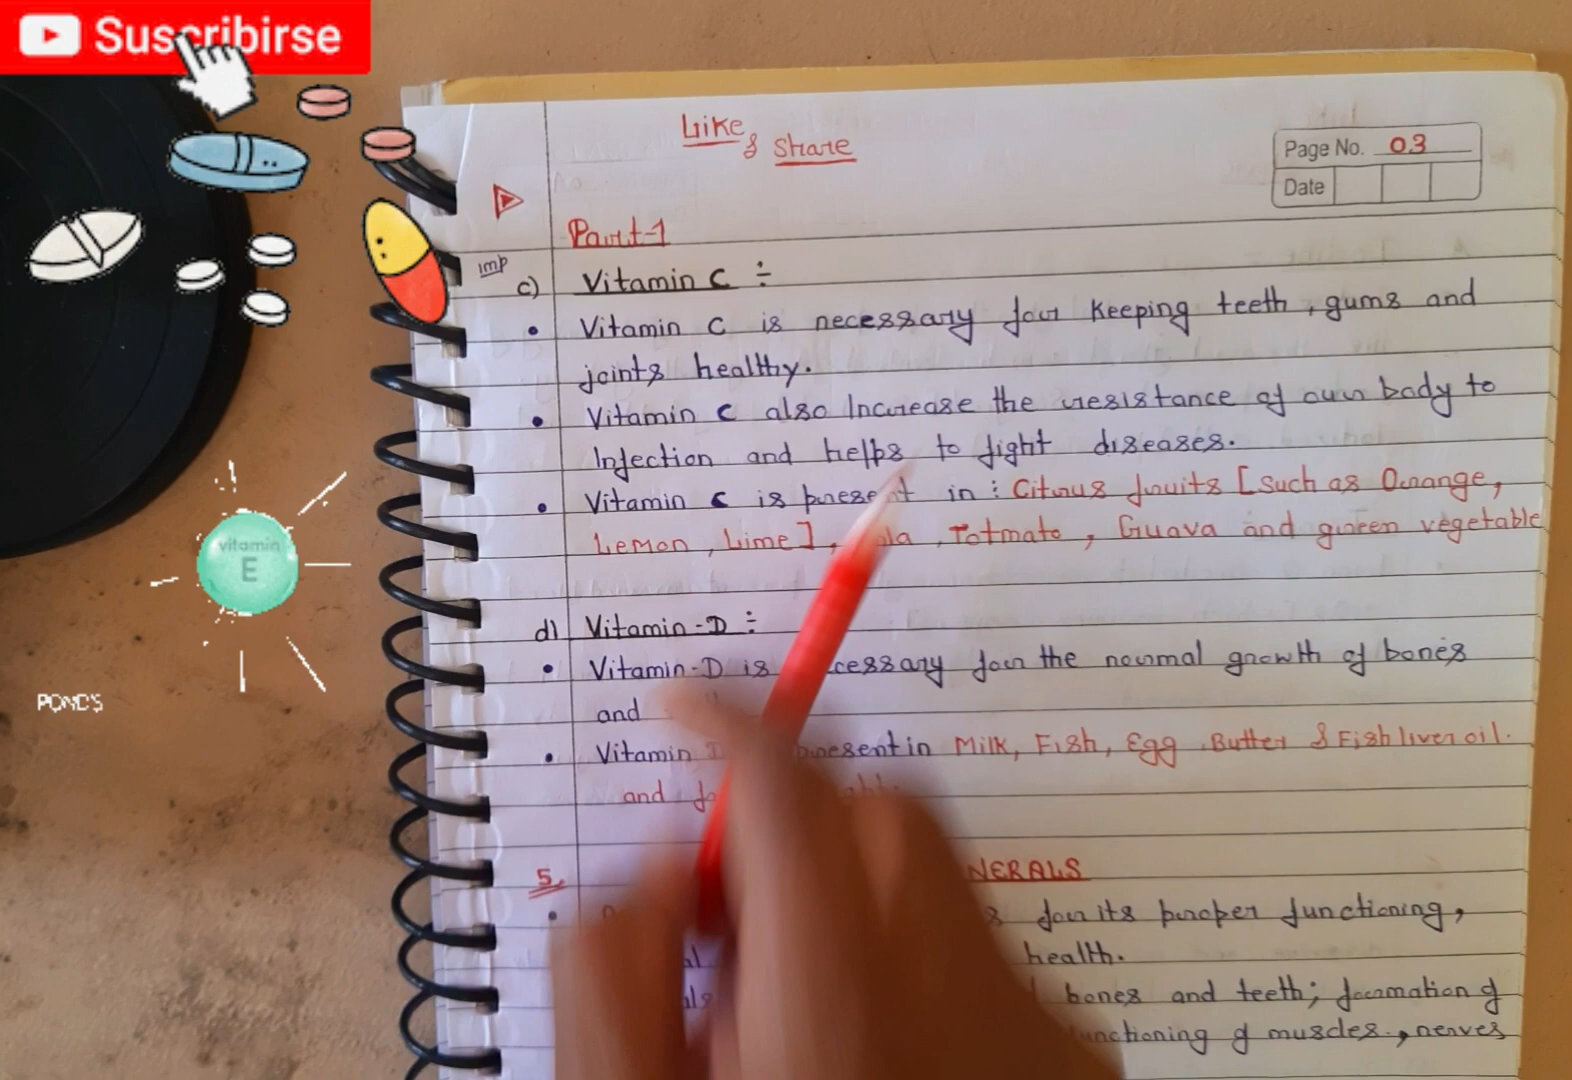 Suscribirse
Like & Share
Page No. 03
Date
Part-1
imp
c) Vitamin C ÷
• Vitamin C is necessary for keeping teeth, gums and
joints healthy.
• Vitamin C also Increase the resistance of our body to
Infection and helps to fight diseases.
• Vitamin C is present in : Citrus fruits [such as Orange,
Lemon, Lime], Totmato, Guava and green vegetable
vitamin
E
d) Vitamin-D ÷
• Vitamin-D is for the normal growth of bones
and
POND'S
• Vitamin present in Milk, Fish, Egg, Butter & Fish liver oil.
and
5.
• for its proper functioning,
health.
bones and teeth; formation of
functioning of muscles, nerves